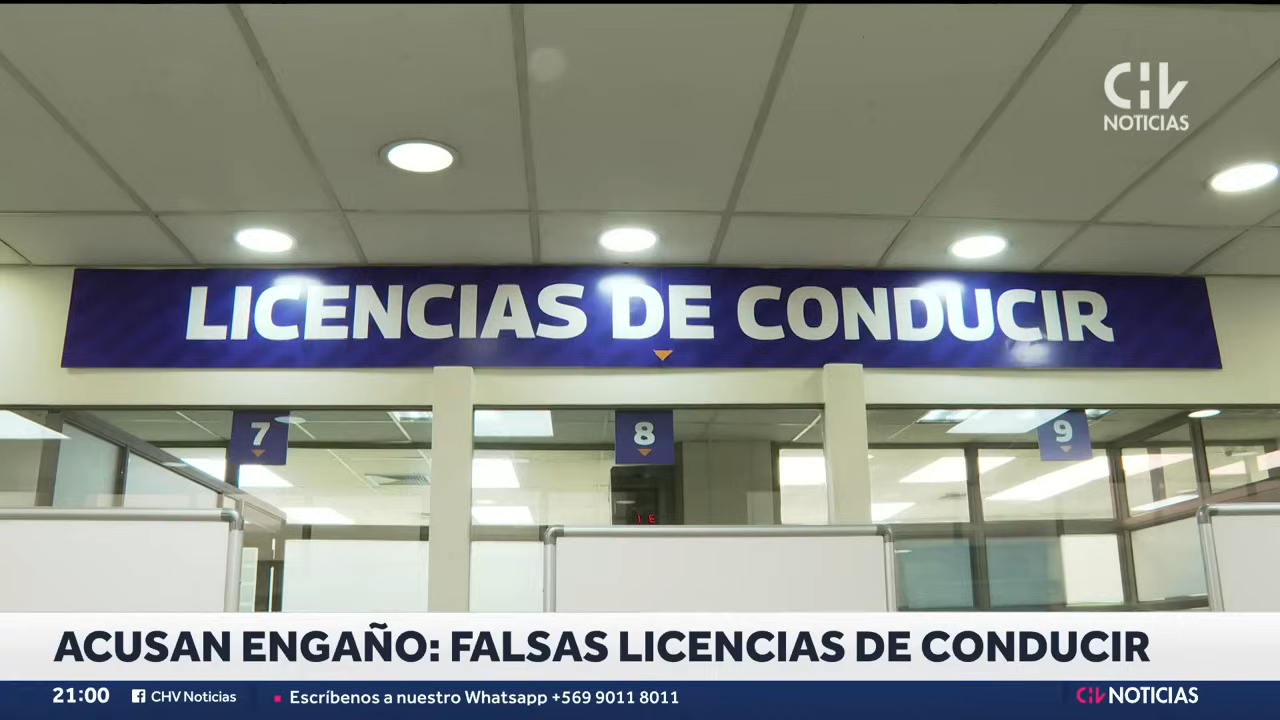 CHV
NOTICIAS
LICENCIAS DE CONDUCIR
7
8
9
ACUSAN ENGAÑO: FALSAS LICENCIAS DE CONDUCIR
21:00 CHV Noticias Escríbenos a nuestro Whatsapp +569 9011 8011 CHV NOTICIAS